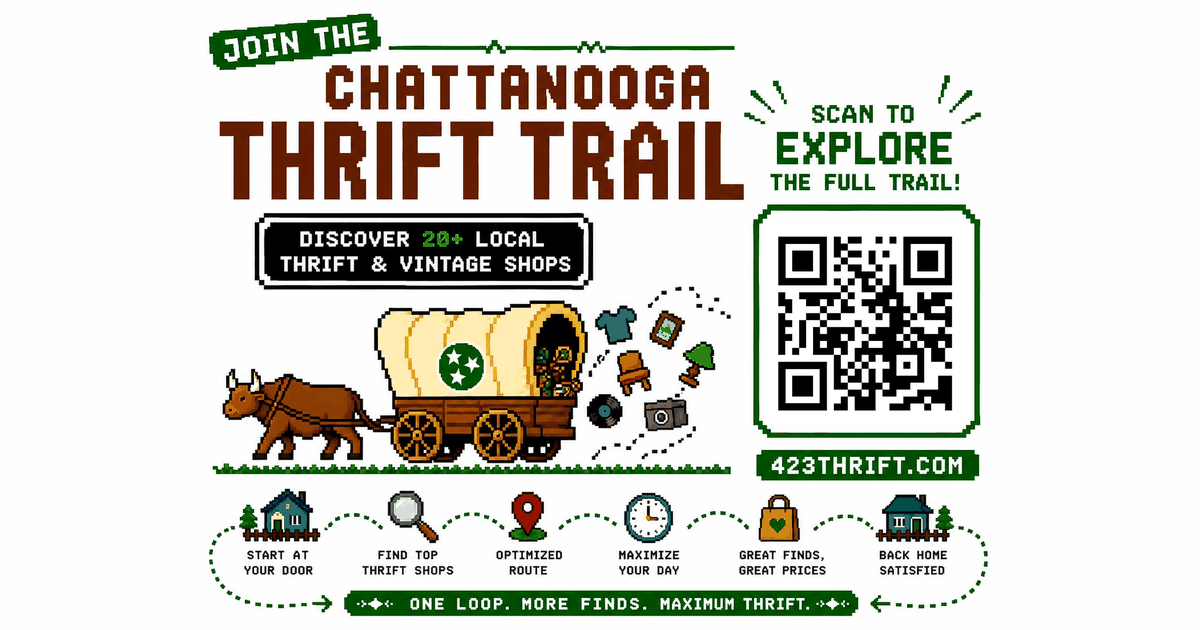 JOIN THE
CHATTANOOGA
THRIFT TRAIL
DISCOVER 20+ LOCAL
THRIFT & VINTAGE SHOPS
SCAN TO
EXPLORE
THE FULL TRAIL!
423THRIFT.COM
START AT
YOUR DOOR
FIND TOP
THRIFT SHOPS
OPTIMIZED
ROUTE
MAXIMIZE
YOUR DAY
GREAT FINDS,
GREAT PRICES
BACK HOME
SATISFIED
ONE LOOP. MORE FINDS. MAXIMUM THRIFT.